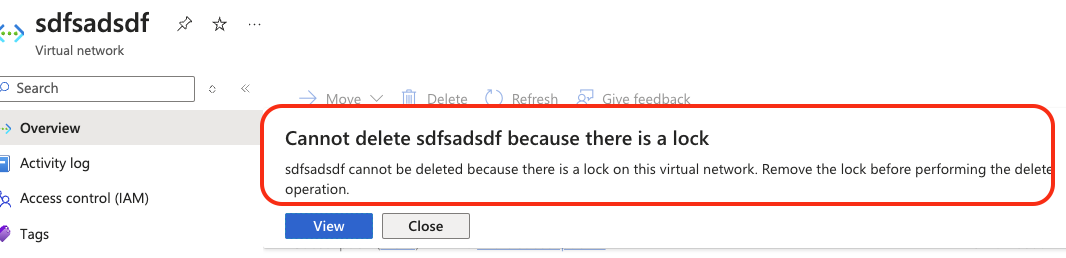 sdfsadsdf
Virtual network
Search
Move Delete Refresh Give feedback
Overview
Activity log
Access control (IAM)
Tags
Cannot delete sdfsadsdf because there is a lock
sdfsadsdf cannot be deleted because there is a lock on this virtual network. Remove the lock before performing the delete
operation.
View Close